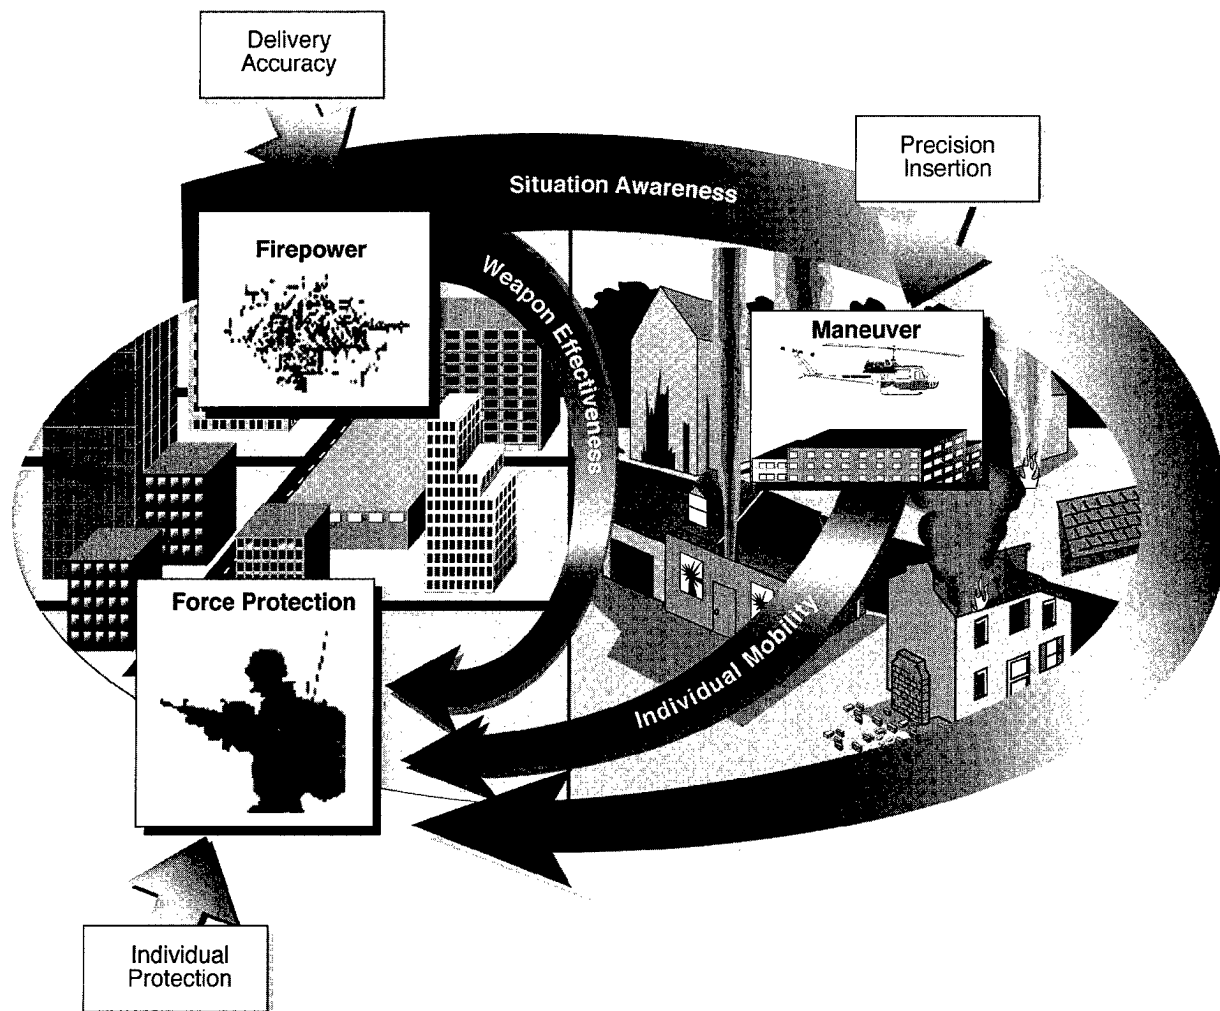 Delivery
Accuracy
Precision
Insertion
Situation Awareness
Firepower
Weapon Effectiveness
Maneuver
Force Protection
Individual Mobility
Individual
Protection